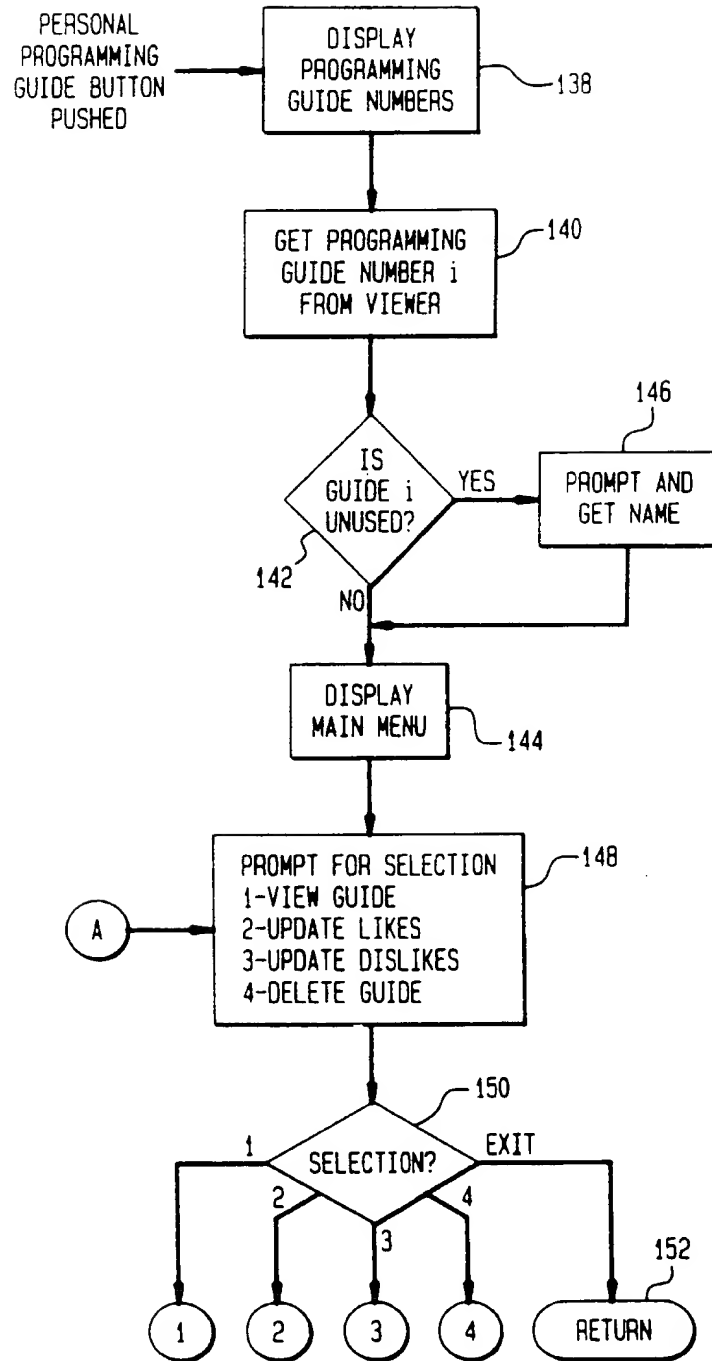 PERSONAL
PROGRAMMING
GUIDE BUTTON
PUSHED
DISPLAY
PROGRAMMING
GUIDE NUMBERS
138
GET PROGRAMMING
GUIDE NUMBER i
FROM VIEWER
140
IS
GUIDE i
UNUSED?
142
YES
146
PROMPT AND
GET NAME
NO
DISPLAY
MAIN MENU
144
A
PROMPT FOR SELECTION
1-VIEW GUIDE
2-UPDATE LIKES
3-UPDATE DISLIKES
4-DELETE GUIDE
148
150
SELECTION?
1
2
3
4
EXIT
152
1
2
3
4
RETURN